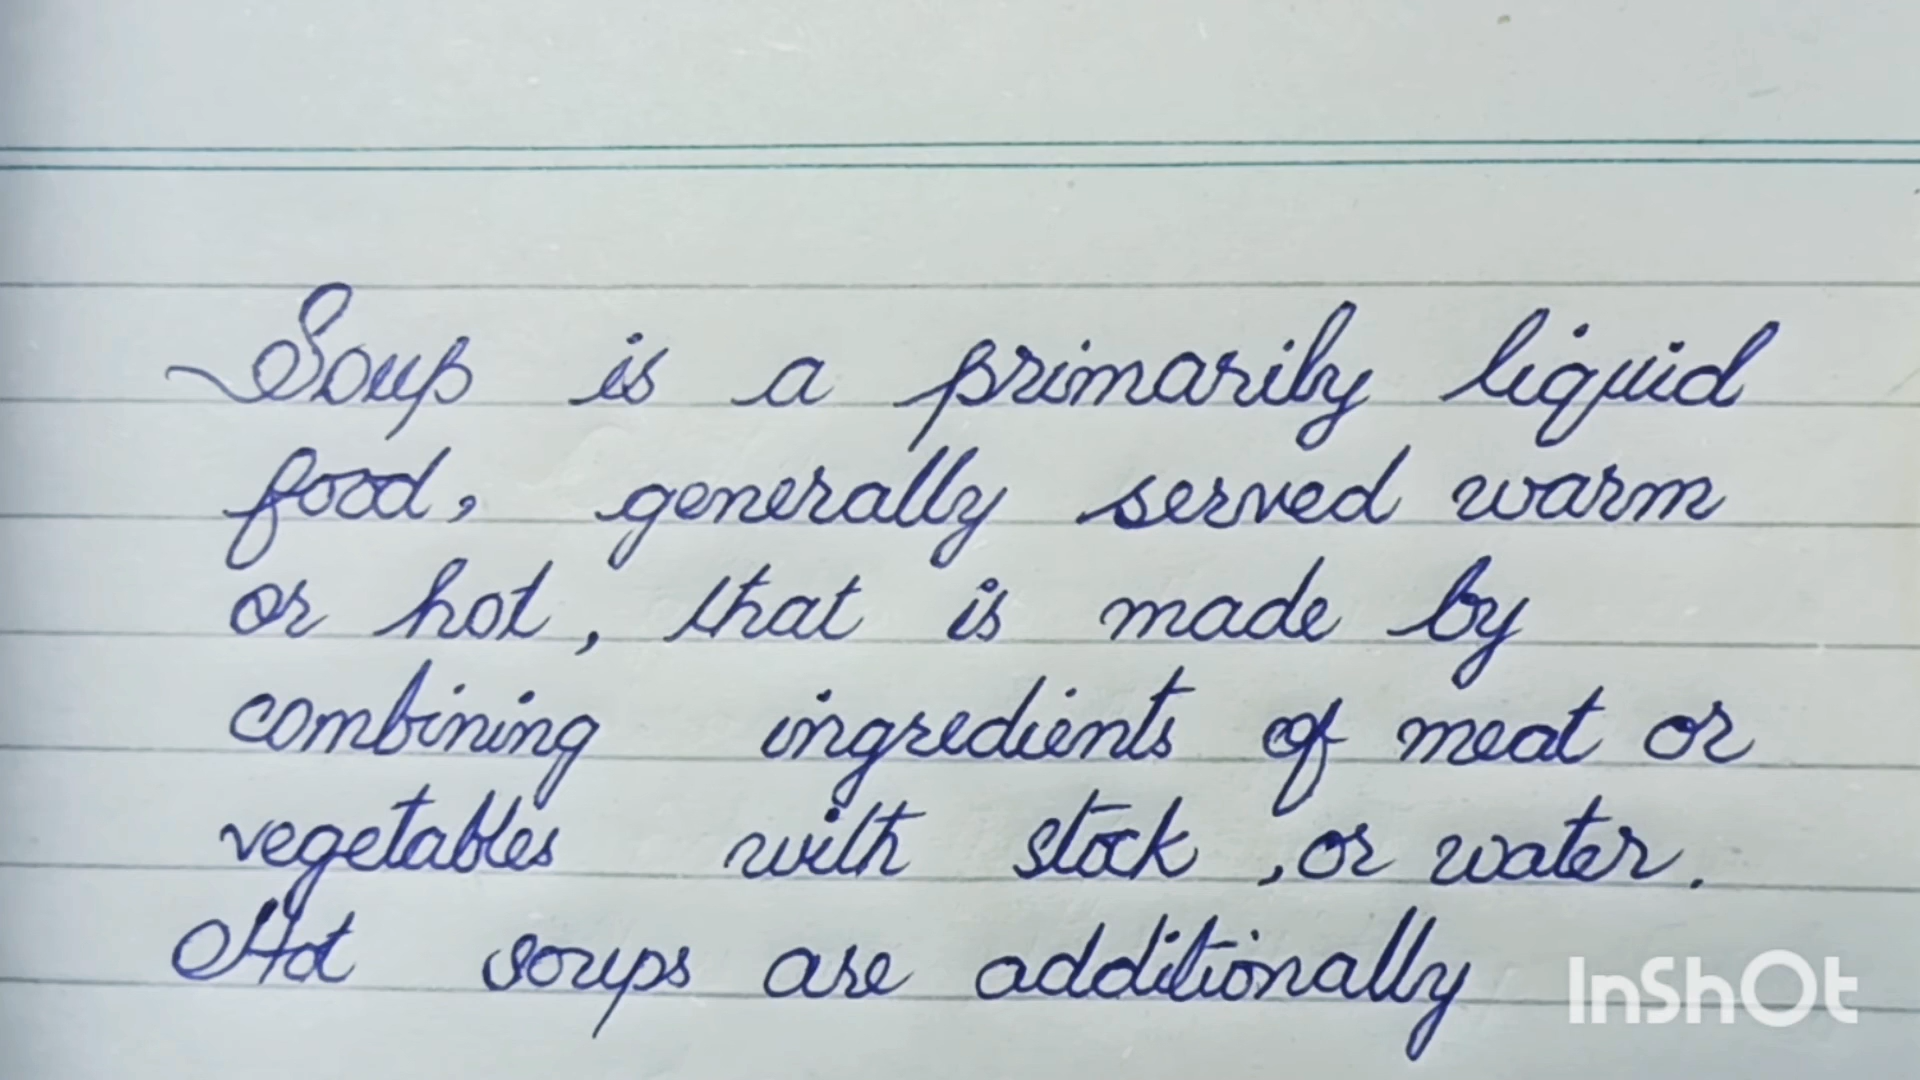 Soup is a primarily liquid
food, generally served warm
or hot, that is made by
combining ingredients of meat or
vegetables with stock, or water.
Hot soups are additionally
InShOt